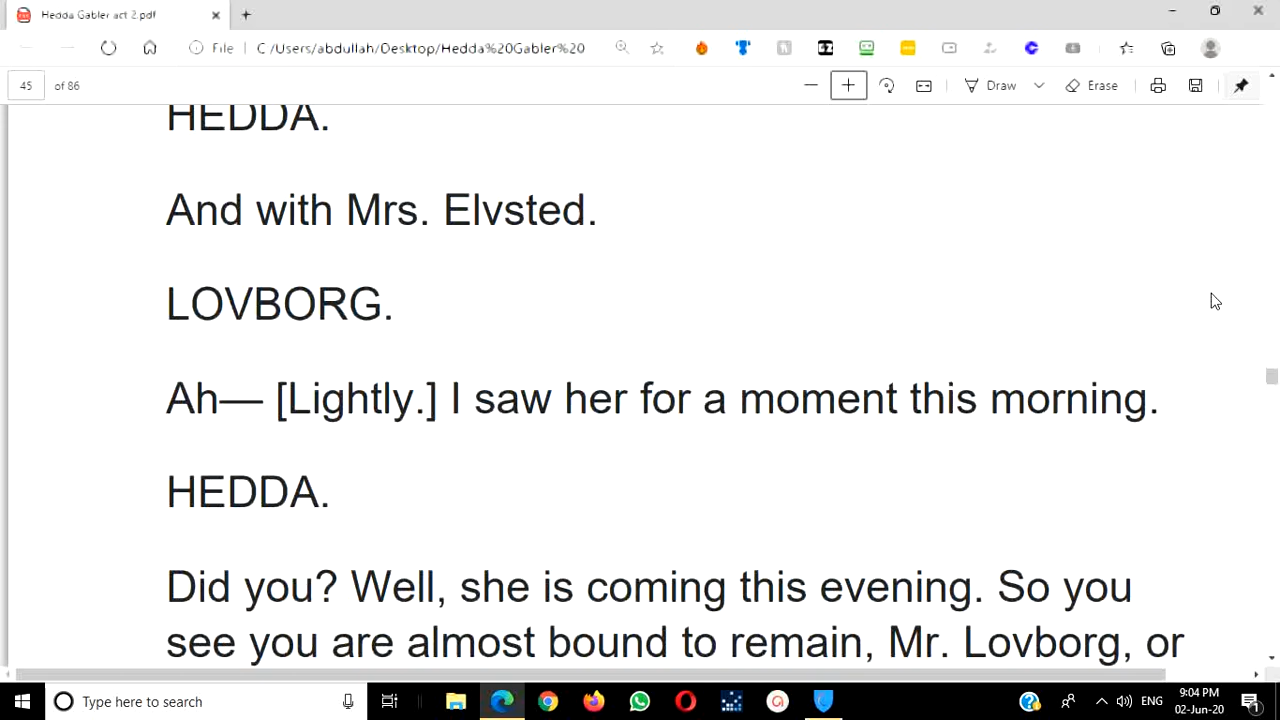 Hedda Gabler act 2.pdf
File
C /Users/abdullah/Desktop/Hedda%20Gabler%20
45 of 86
Draw
Erase
HEDDA.
And with Mrs. Elvsted.
LOVBORG.
Ah— [Lightly.] I saw her for a moment this morning.
HEDDA.
Did you? Well, she is coming this evening. So you
see you are almost bound to remain, Mr. Lovborg, or
Type here to search
ENG
9:04 PM
02-Jun-20
1